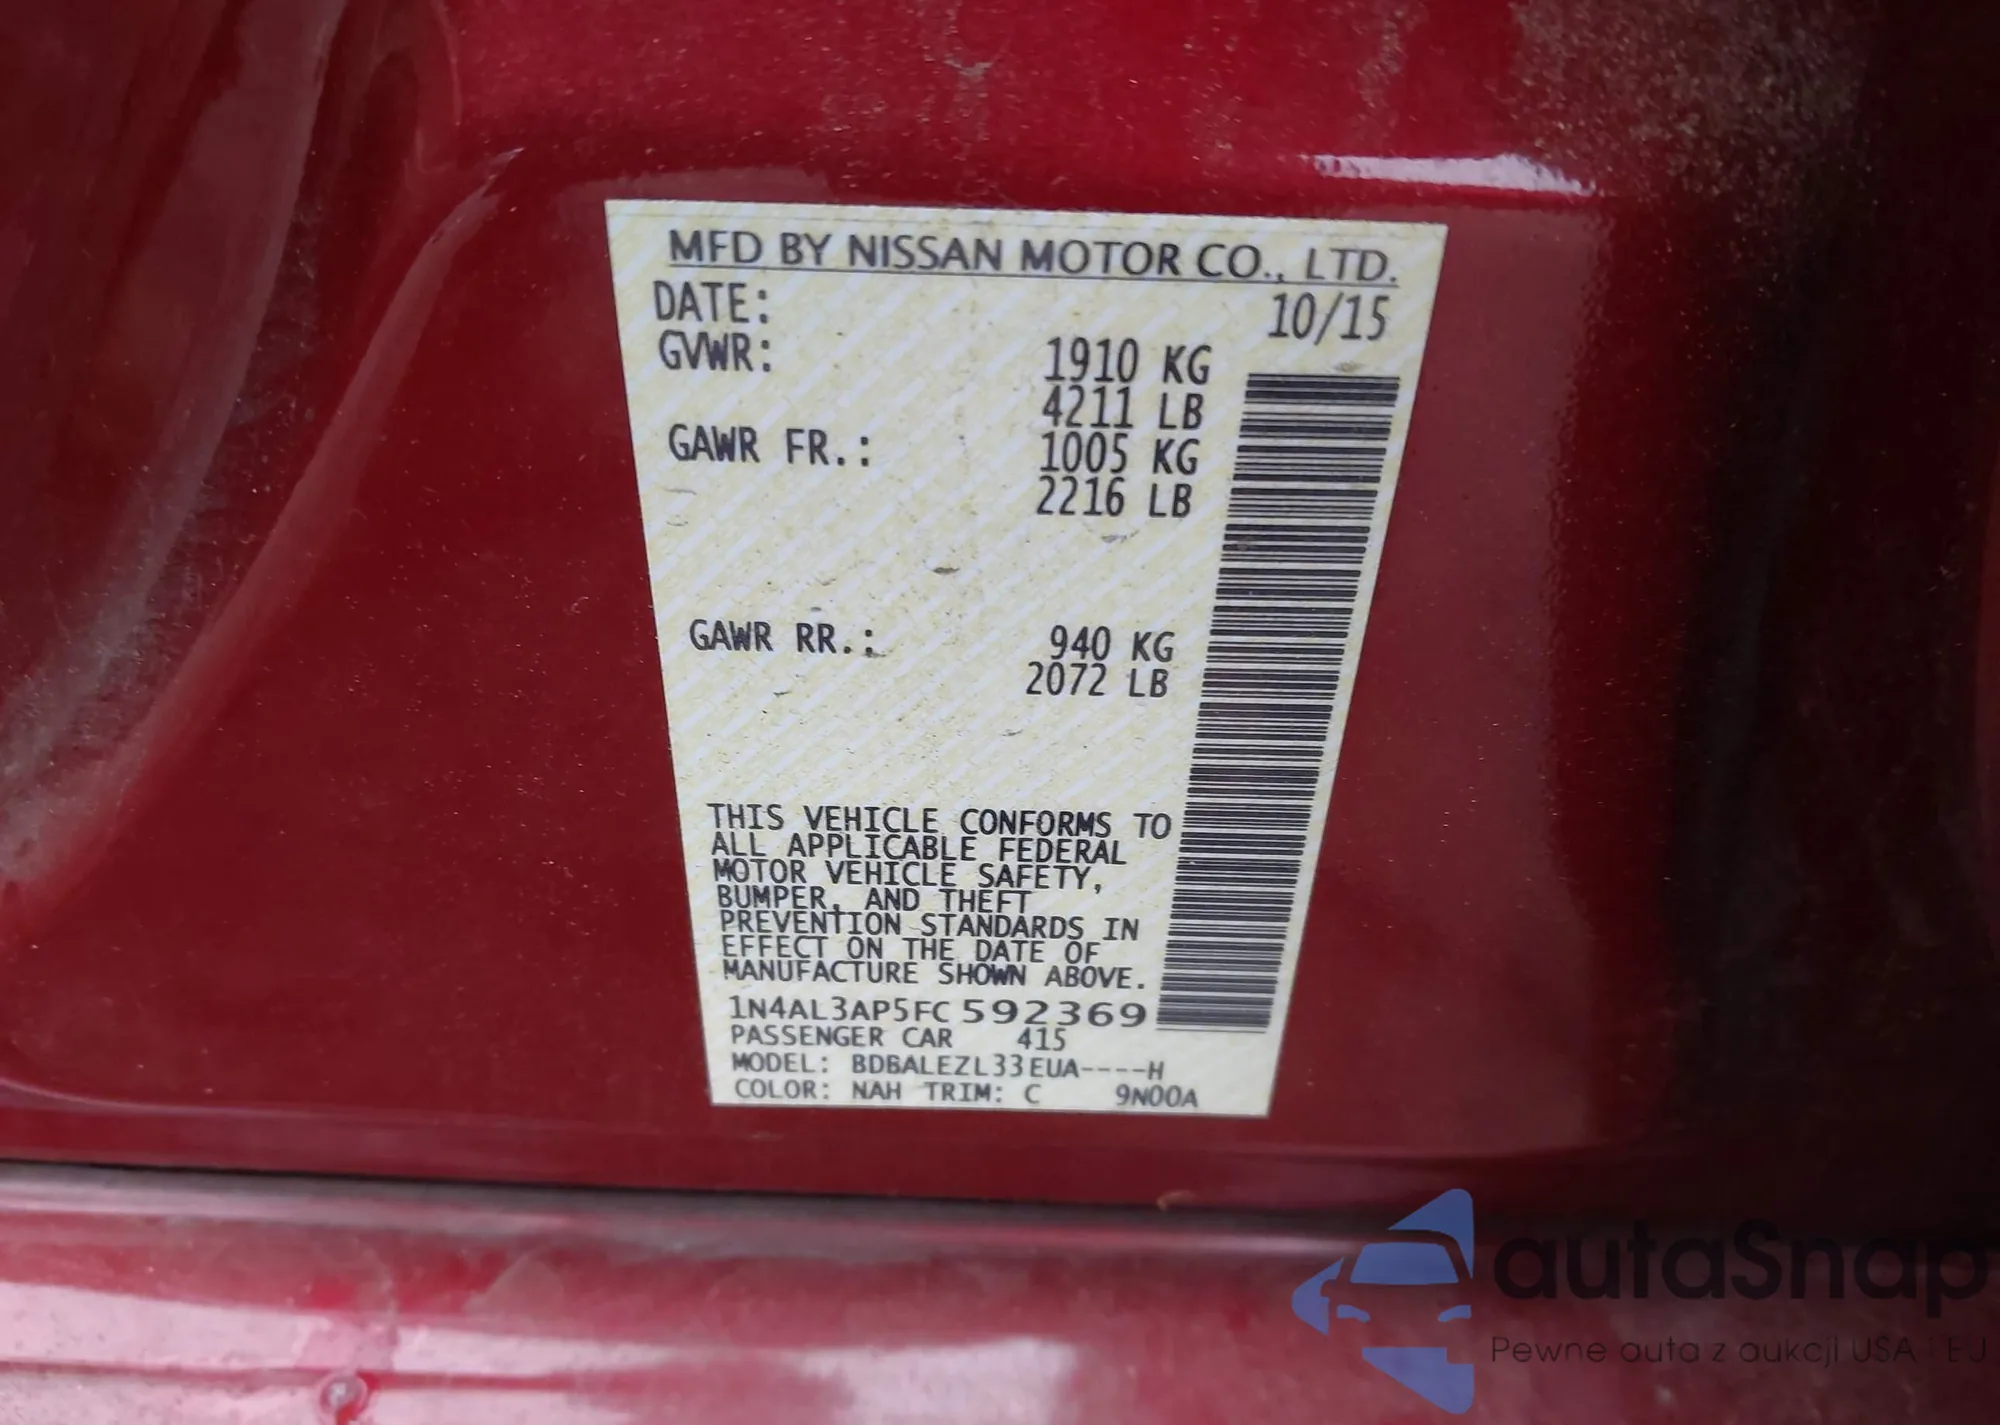 MFD BY NISSAN MOTOR CO., LTD.
DATE: 10/15
GVWR: 1910 KG
4211 LB
GAWR FR.: 1005 KG
2216 LB
GAWR RR.: 940 KG
2072 LB
THIS VEHICLE CONFORMS TO
ALL APPLICABLE FEDERAL
MOTOR VEHICLE SAFETY,
BUMPER, AND THEFT
PREVENTION STANDARDS IN
EFFECT ON THE DATE OF
MANUFACTURE SHOWN ABOVE.
1N4AL3AP5FC592369
PASSENGER CAR 415
MODEL: BDBALEZL33EUA----H
COLOR: NAH TRIM: C 9N00A
autaSnap
Pewne auta z aukcji USA i EJ